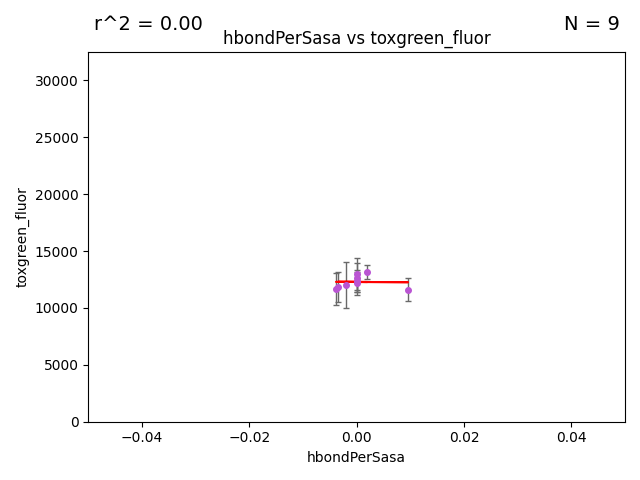 r^2 = 0.00
N = 9
hbondPerSasa vs toxgreen_fluor
30000
25000
20000
15000
10000
5000
0
toxgreen_fluor
−0.04
−0.02
0.00
0.02
0.04
hbondPerSasa